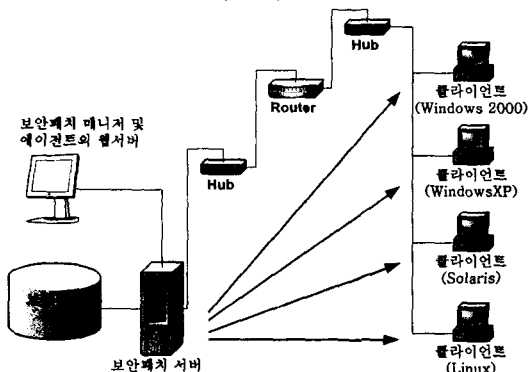 Hub
Router
Hub
보안패치 매니저 및
에이전트의 웹서버
보안패치 서버
클라이언트
(Windows 2000)
클라이언트
(WindowsXP)
클라이언트
(Solaris)
클라이언트
(Linux)